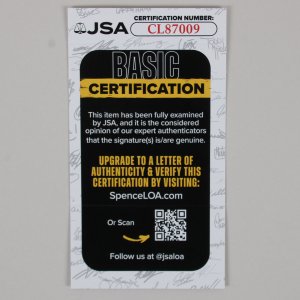 JSA CERTIFICATION NUMBER:
CL87009
BASIC
CERTIFICATION
This item has been fully examined
by JSA, and it is the considered
opinion of our expert authenticators
that the signature(s) is/are genuine.
UPGRADE TO A LETTER OF
AUTHENTICITY & VERIFY THIS
CERTIFICATION BY VISITING:
SpenceLOA.com
Or Scan
Follow us at @jsaloa